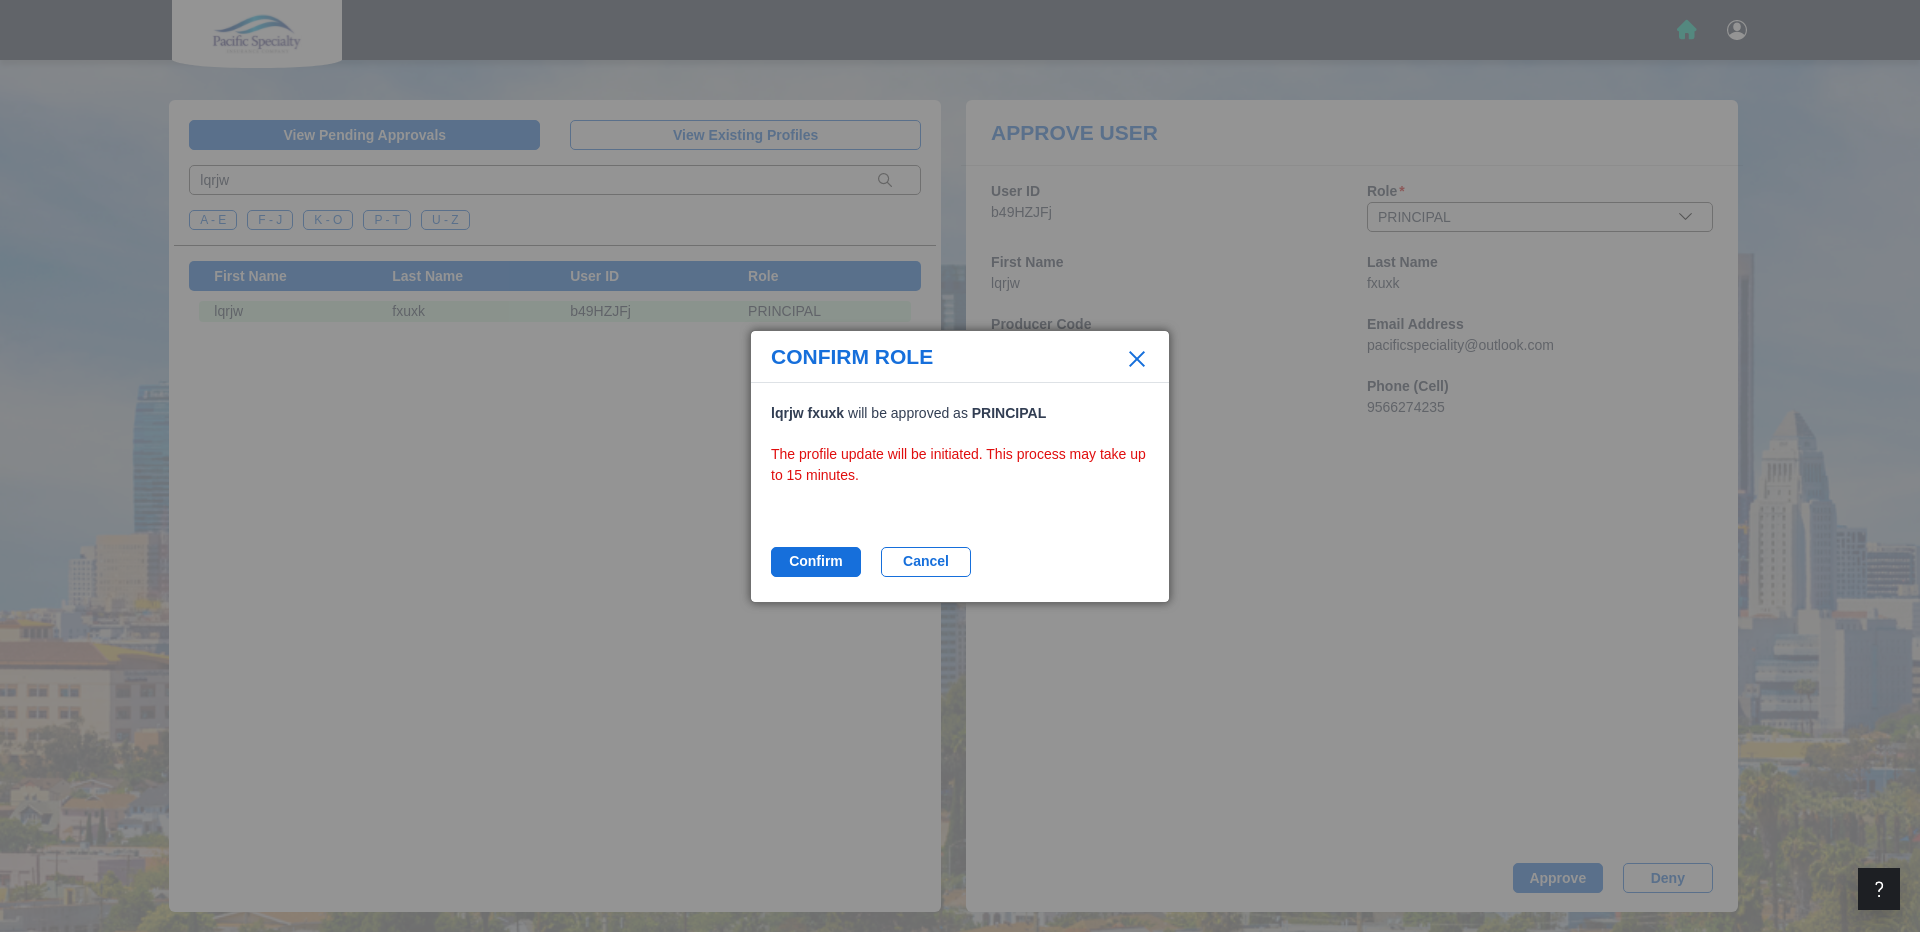 Pacific Specialty
View Pending Approvals
View Existing Profiles
lqrjw
A - E
F - J
K - O
P - T
U - Z
First Name Last Name User ID Role
lqrjw fxuxk b49HZJFj PRINCIPAL
APPROVE USER
User ID
b49HZJFj
Role*
PRINCIPAL
First Name
lqrjw
Last Name
fxuxk
Producer Code
Email Address
pacificspeciality@outlook.com
Phone (Cell)
9566274235
Approve
Deny
CONFIRM ROLE
lqrjw fxuxk will be approved as PRINCIPAL
The profile update will be initiated. This process may take up
to 15 minutes.
Confirm
Cancel
?